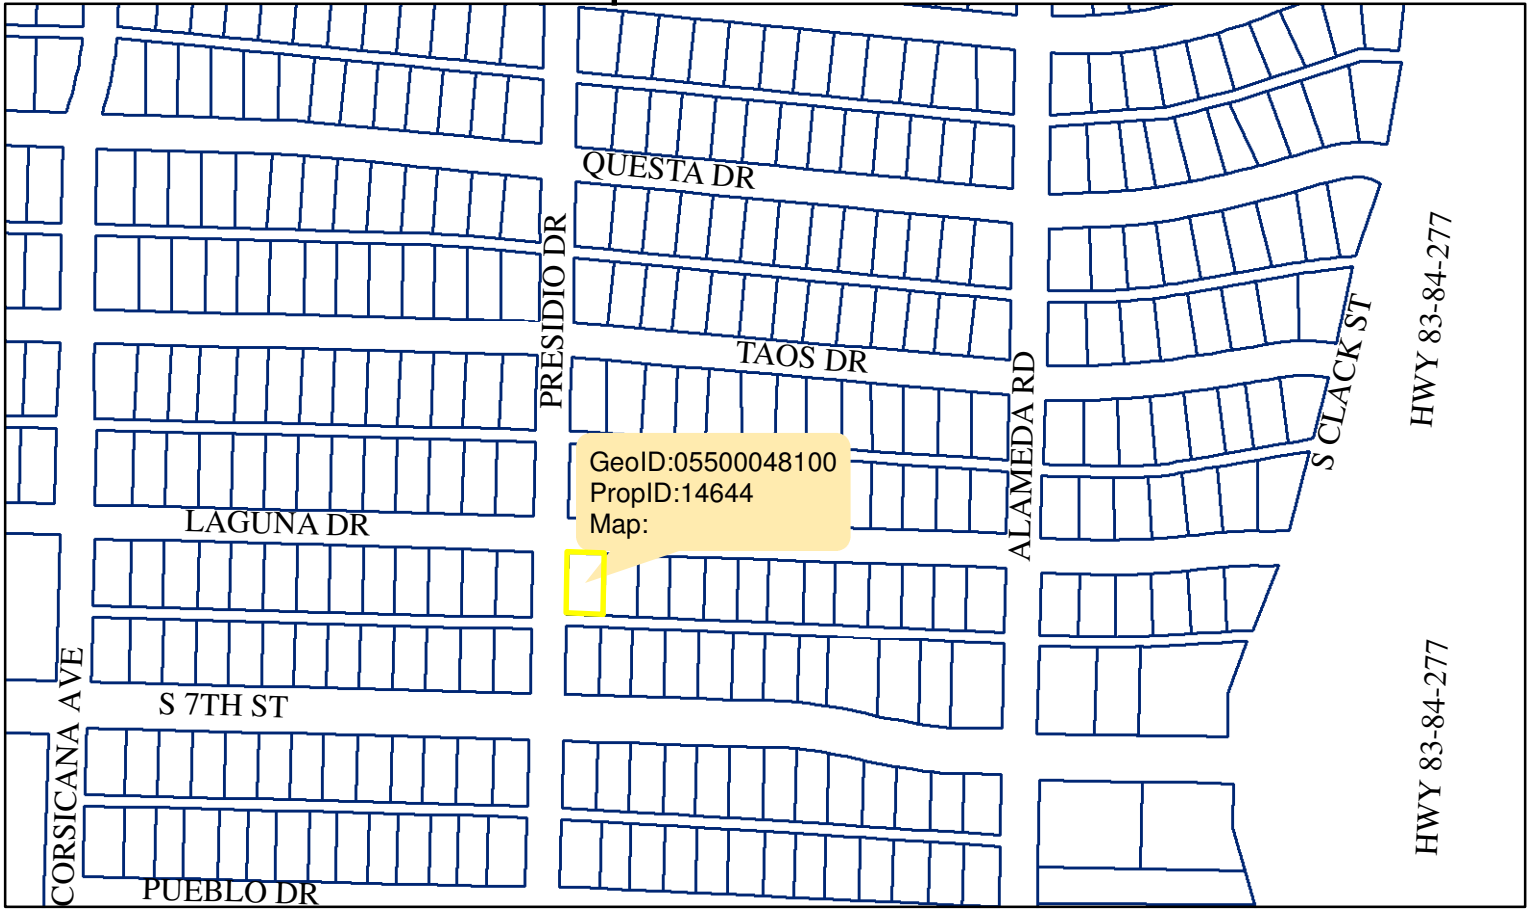 QUESTA DR
PRESIDIO DR
HWY 83-84-277
TAOS DR
S CLACK ST
ALAMEDA RD
GeoID:05500048100
PropID:14644
Map:
LAGUNA DR
CORSICANA AVE
S 7TH ST
HWY 83-84-277
PUEBLO DR